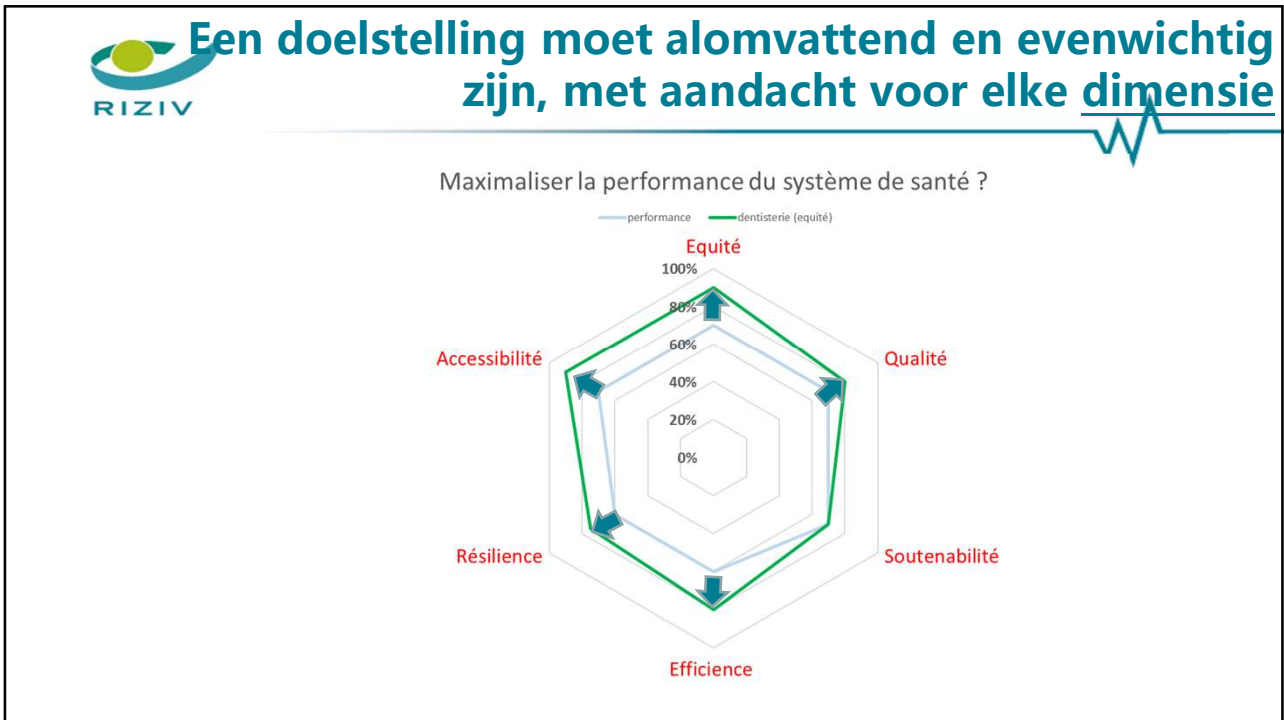 Een doelstelling moet alomvattend en evenwichtig
zijn, met aandacht voor elke dimensie
RIZIV
Maximaliser la performance du système de santé ?
performance
dentisterie (equité)
Equité
100%
80%
60%
40%
20%
0%
Accessibilité
Qualité
Résilience
Soutenabilité
Efficience